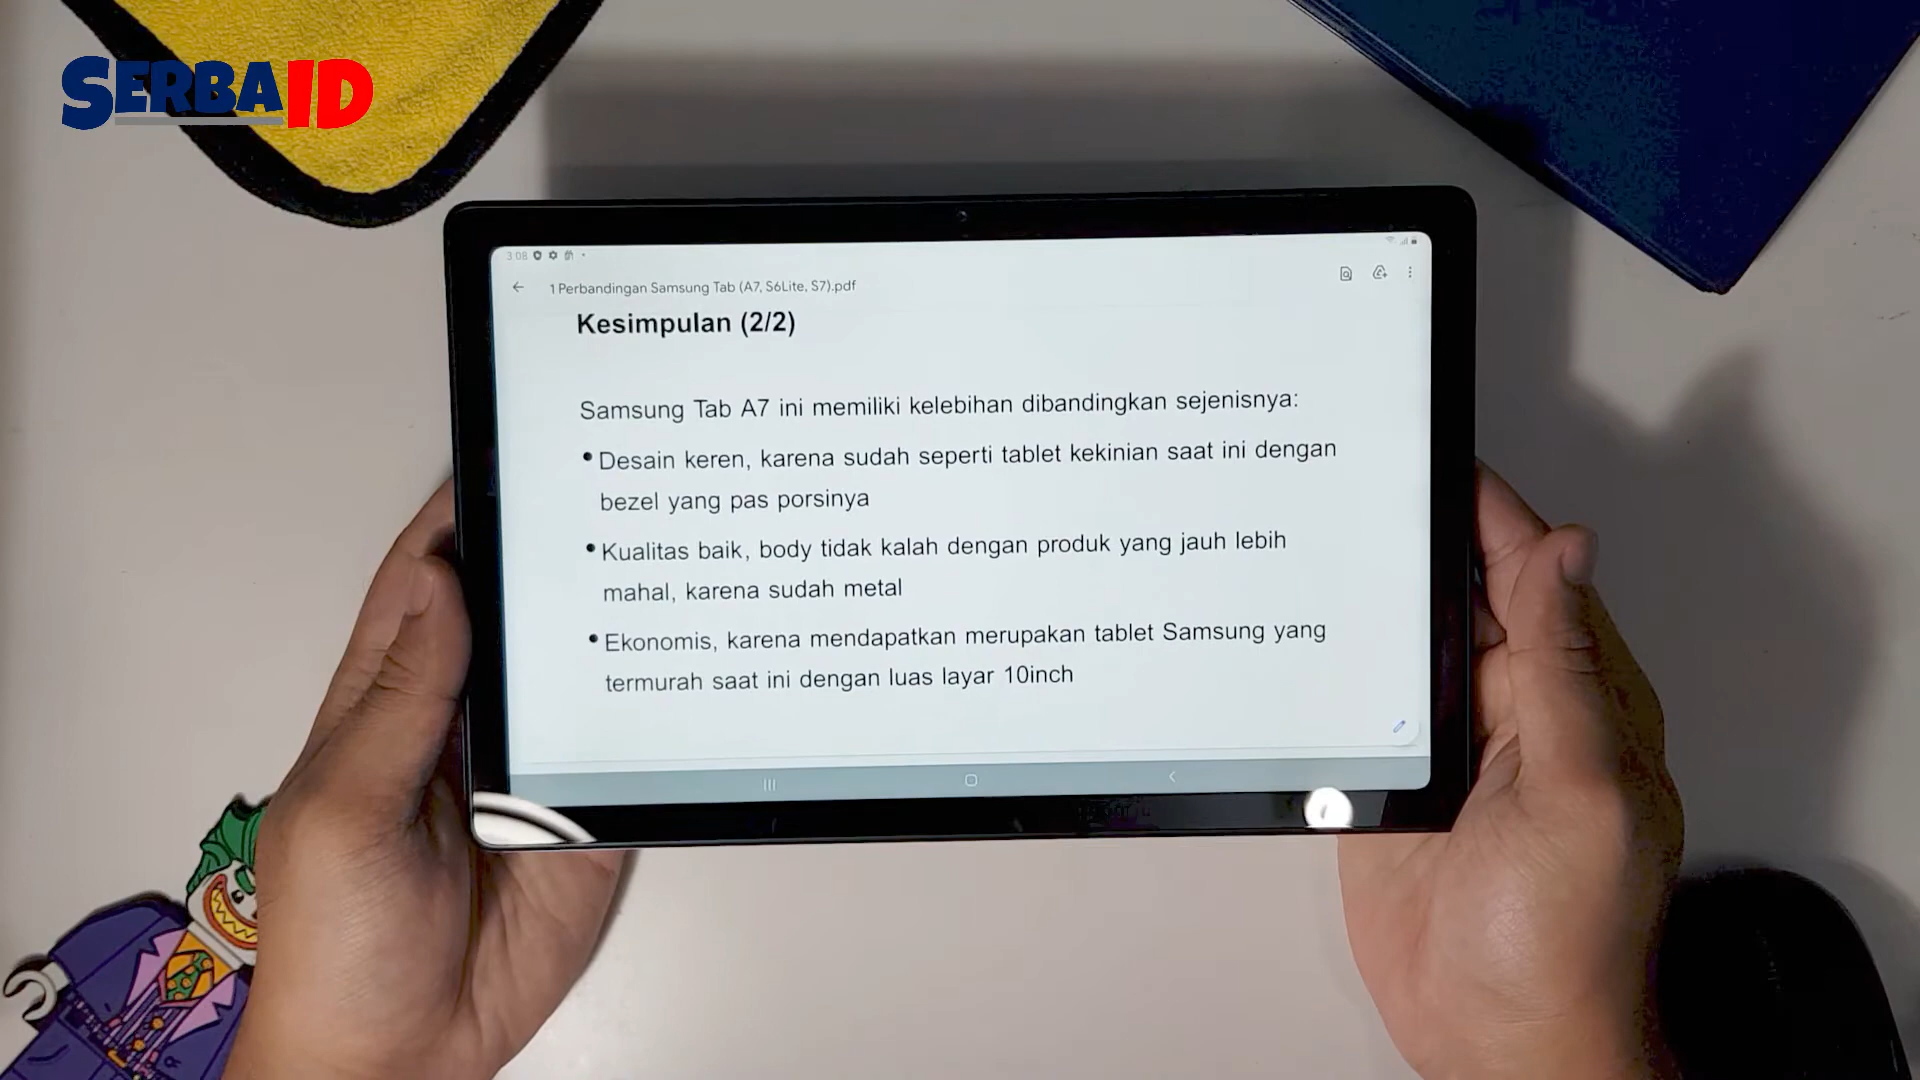 SERBAID
3:08
1 Perbandingan Samsung Tab (A7, S6Lite, S7).pdf
Kesimpulan (2/2)
Samsung Tab A7 ini memiliki kelebihan dibandingkan sejenisnya:
•Desain keren, karena sudah seperti tablet kekinian saat ini dengan
bezel yang pas porsinya
•Kualitas baik, body tidak kalah dengan produk yang jauh lebih
mahal, karena sudah metal
•Ekonomis, karena mendapatkan merupakan tablet Samsung yang
termurah saat ini dengan luas layar 10inch